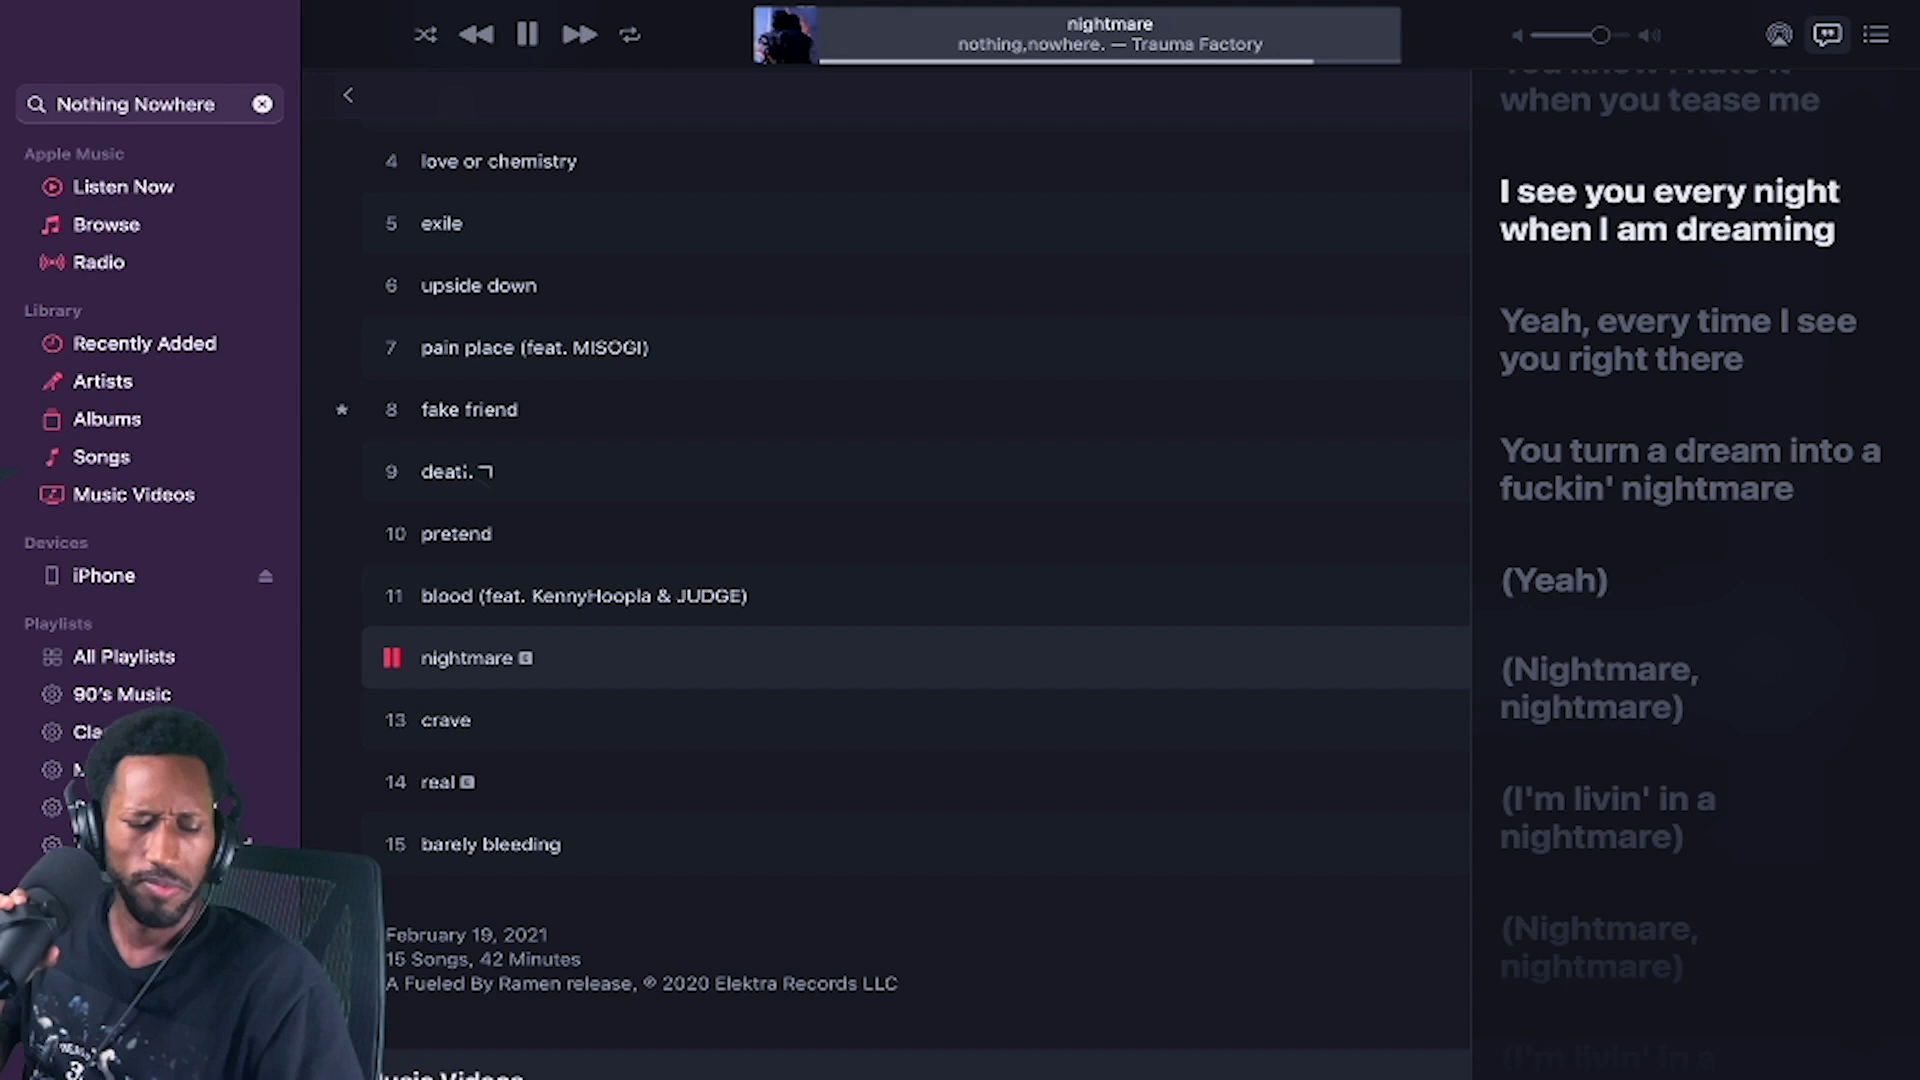 nightmare
nothing,nowhere. — Trauma Factory
Nothing Nowhere
Apple Music
Listen Now
Browse
Radio
Library
Recently Added
Artists
Albums
Songs
Music Videos
Devices
iPhone
Playlists
All Playlists
90's Music
4 love or chemistry
5 exile
6 upside down
7 pain place (feat. MISOGI)
★ 8 fake friend
9
10 pretend
11 blood (feat. KennyHoopla & JUDGE)
nightmare E
13 crave
14 real E
15 barely bleeding
February 19, 2021
15 Songs, 42 Minutes
A Fueled By Ramen release, ℗ 2020 Elektra Records LLC
when you tease me
I see you every night
when I am dreaming
Yeah, every time I see
you right there
You turn a dream into a
fuckin' nightmare
(Yeah)
(Nightmare,
nightmare)
(I'm livin' in a
nightmare)
(Nightmare,
nightmare)
(I'm livin' in a